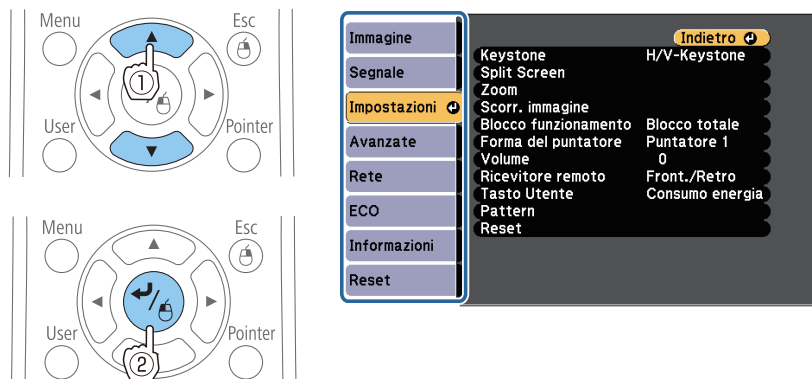 Menu
Esc
①
User
Pointer
Menu
Esc
User
Pointer
②
Immagine
Segnale
Impostazioni
Avanzate
Rete
ECO
Informazioni
Reset
Indietro
Keystone H/V-Keystone
Split Screen
Zoom
Scorr. immagine
Blocco funzionamento Blocco totale
Forma del puntatore Puntatore 1
Volume 0
Ricevitore remoto Front./Retro
Tasto Utente Consumo energia
Pattern
Reset